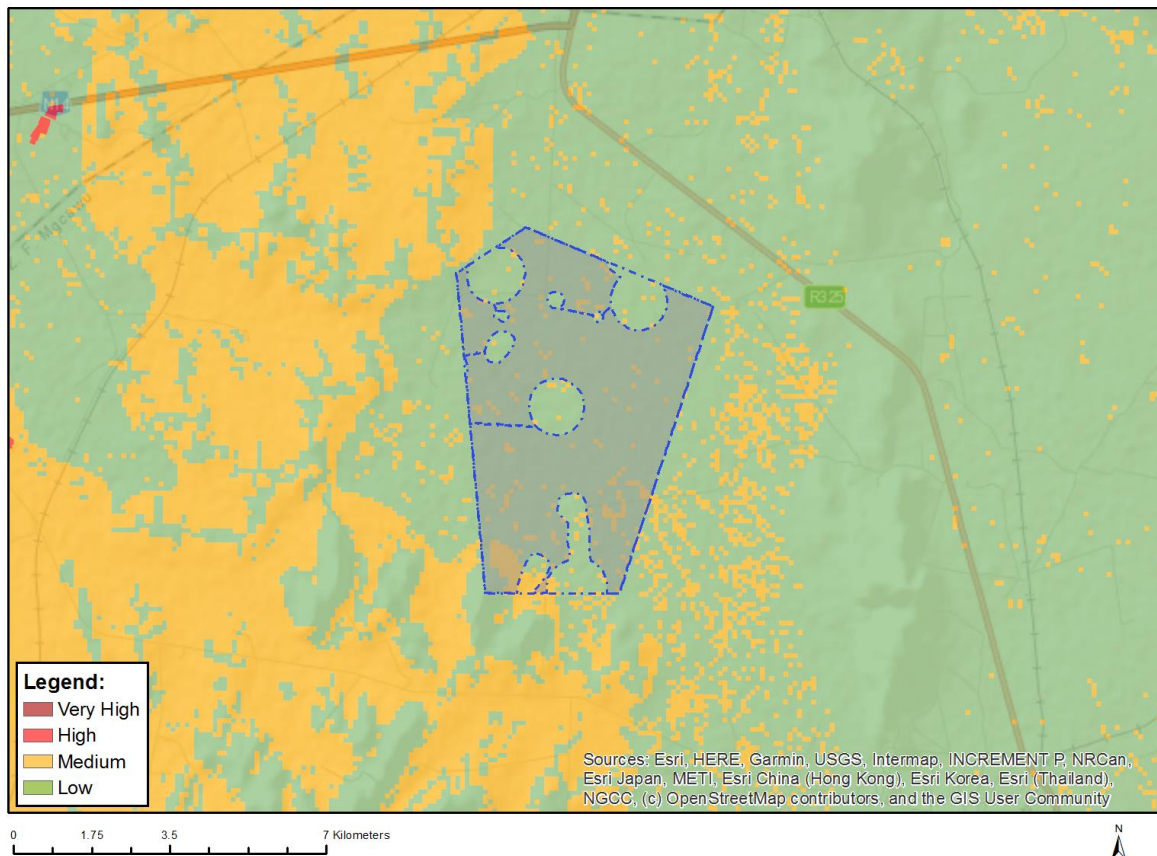 R325
Legend:
Very High
High
Medium
Low
Sources: Esri, HERE, Garmin, USGS, Intermap, INCREMENT P, NRCan,
Esri Japan, METI, Esri China (Hong Kong), Esri Korea, Esri (Thailand),
NGCC, (c) OpenStreetMap contributors, and the GIS User Community
0 1.75 3.5 7 Kilometers
N